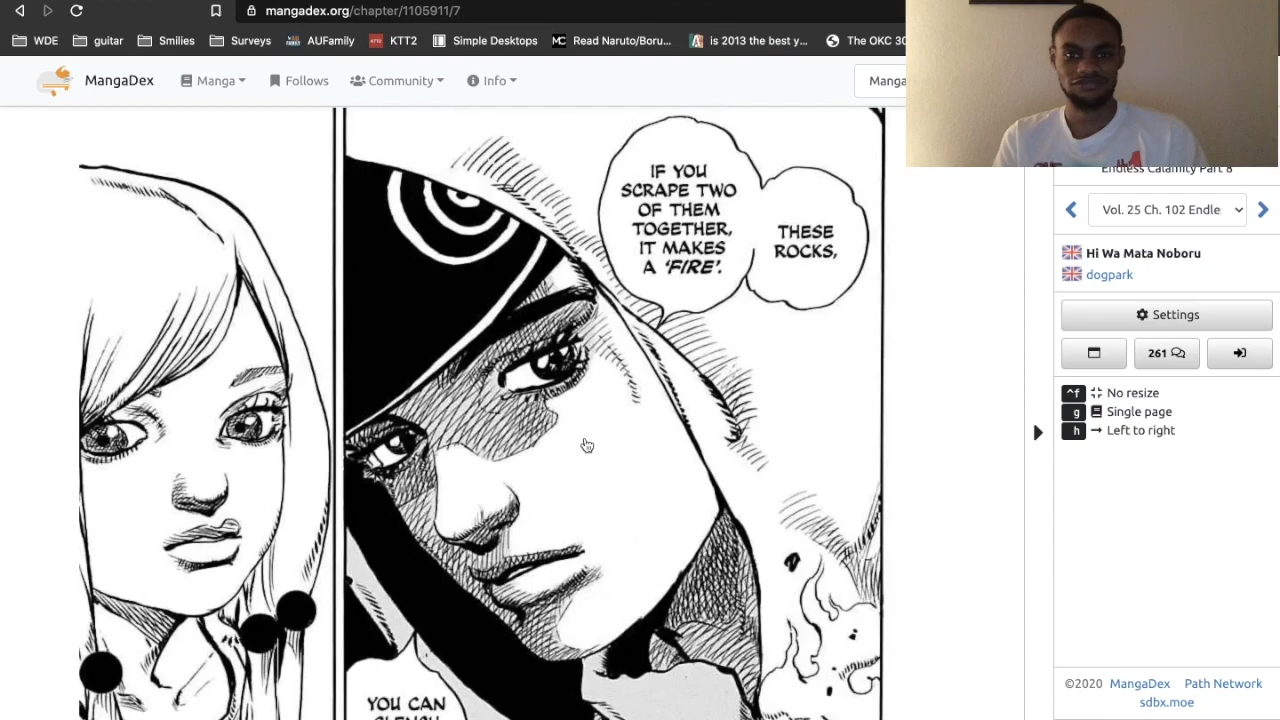 mangadex.org/chapter/1105911/7
WDE
guitar
Smilies
Surveys
AUFamily
KTT2
Simple Desktops
Read Naruto/Boru...
is 2013 the best y...
The OKC 30
MangaDex
Manga
Follows
Community
Info
Manga
IF YOU
SCRAPE TWO
OF THEM
TOGETHER,
IT MAKES
A 'FIRE'.
THESE
ROCKS,
YOU CAN
CLENCH
Endless Calamity Part 8
Vol. 25 Ch. 102 Endle
Hi Wa Mata Noboru
dogpark
Settings
261
^f No resize
g Single page
h → Left to right
©2020 MangaDex Path Network
sdbx.moe